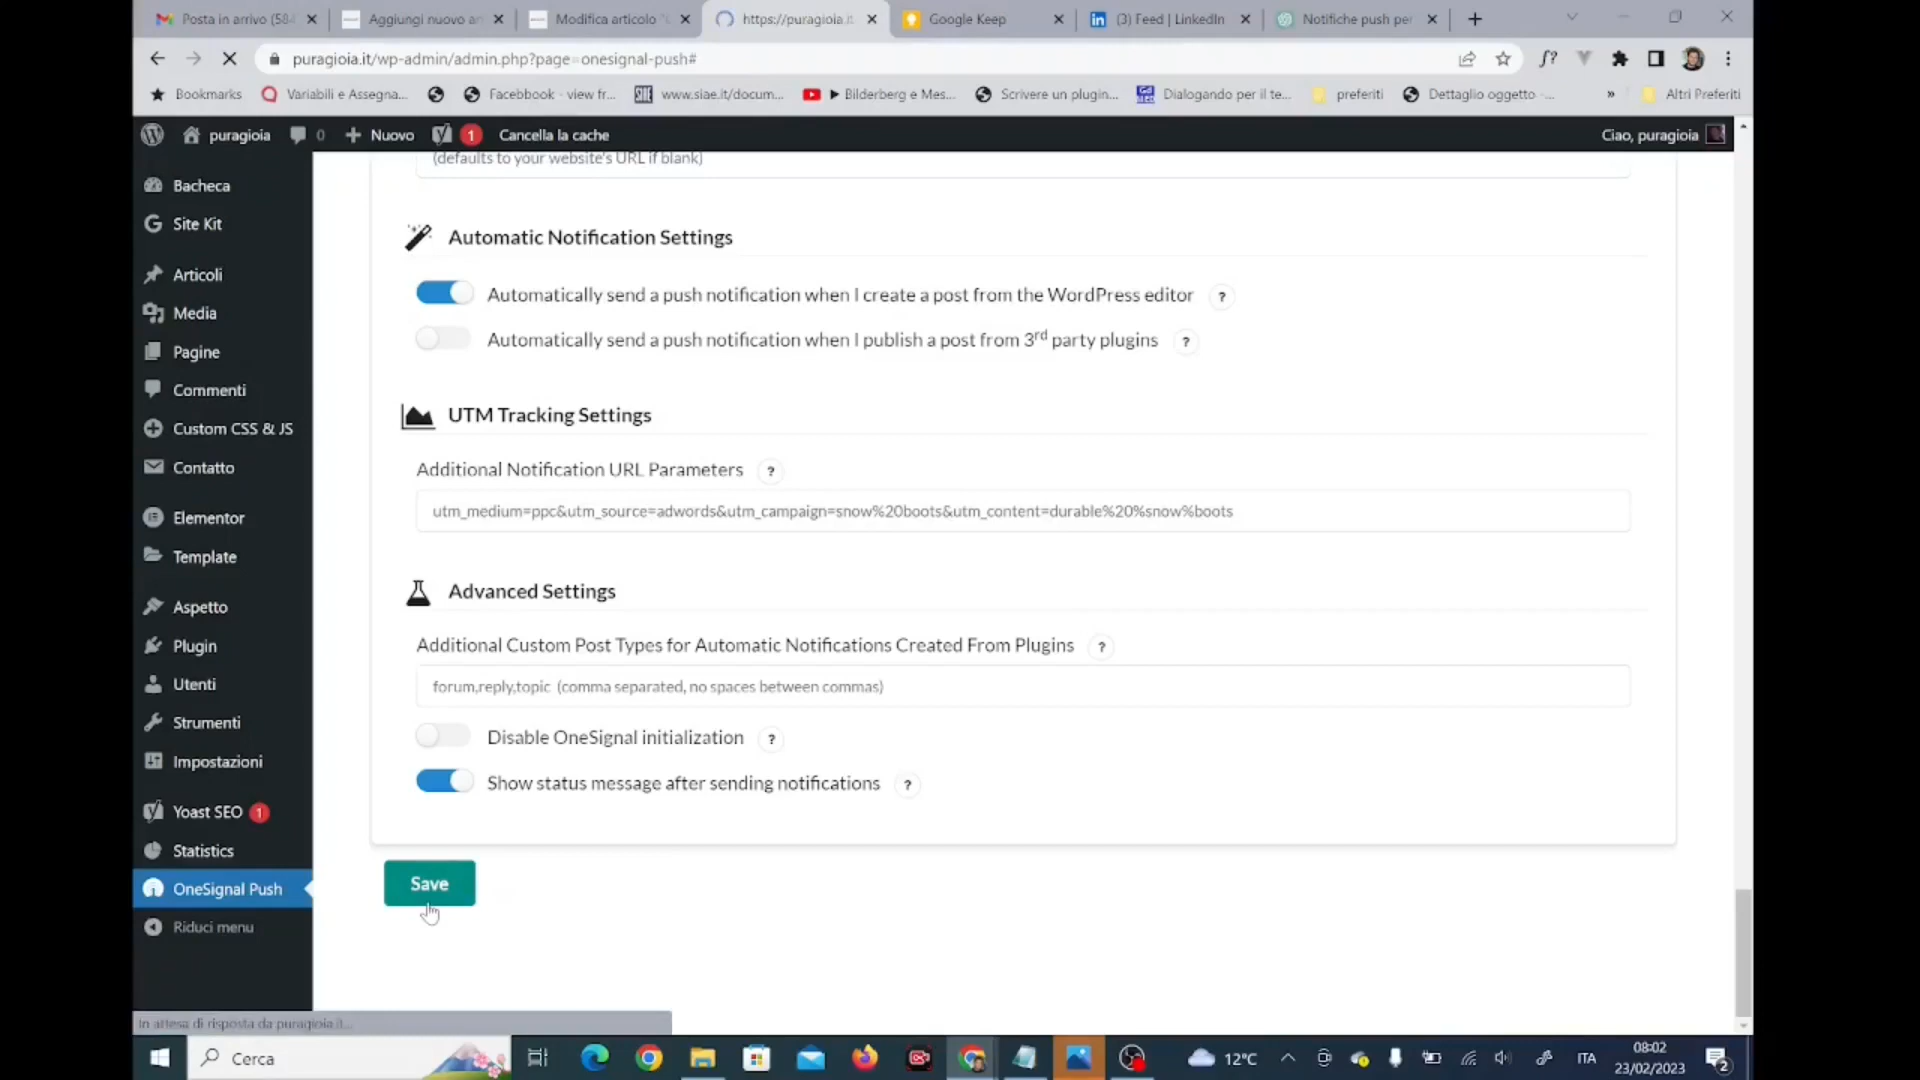 Posta in arrivo (58
Aggiungi nuovo ar
Modifica articolo "L
https://puragioia.it
Google Keep
(3) Feed | LinkedIn
Notifiche push per
puragioia.it/wp-admin/admin.php?page=onesignal-push#
Bookmarks
Variabili e Assegna...
Facebbook - view fr...
www.siae.it/docum...
► Bilderberg e Mes...
Scrivere un plugin...
Dialogando per il te...
preferiti
Dettaglio oggetto -...
»
Altri Preferiti
puragioia
0
Nuovo
1
Cancella la cache
Ciao, puragioia
Bacheca
Site Kit
Articoli
Media
Pagine
Commenti
Custom CSS & JS
Contatto
Elementor
Template
Aspetto
Plugin
Utenti
Strumenti
Impostazioni
Yoast SEO 1
Statistics
OneSignal Push
Riduci menu
(defaults to your website's URL if blank)
Automatic Notification Settings
Automatically send a push notification when I create a post from the WordPress editor ?
Automatically send a push notification when I publish a post from 3rd party plugins ?
UTM Tracking Settings
Additional Notification URL Parameters ?
utm_medium=ppc&utm_source=adwords&utm_campaign=snow%20boots&utm_content=durable%20%snow%boots
Advanced Settings
Additional Custom Post Types for Automatic Notifications Created From Plugins ?
forum,reply,topic (comma separated, no spaces between commas)
Disable OneSignal initialization ?
Show status message after sending notifications ?
Save
In attesa di risposta da puragioia.it...
Cerca
12°C
ITA
08:02
23/02/2023
2